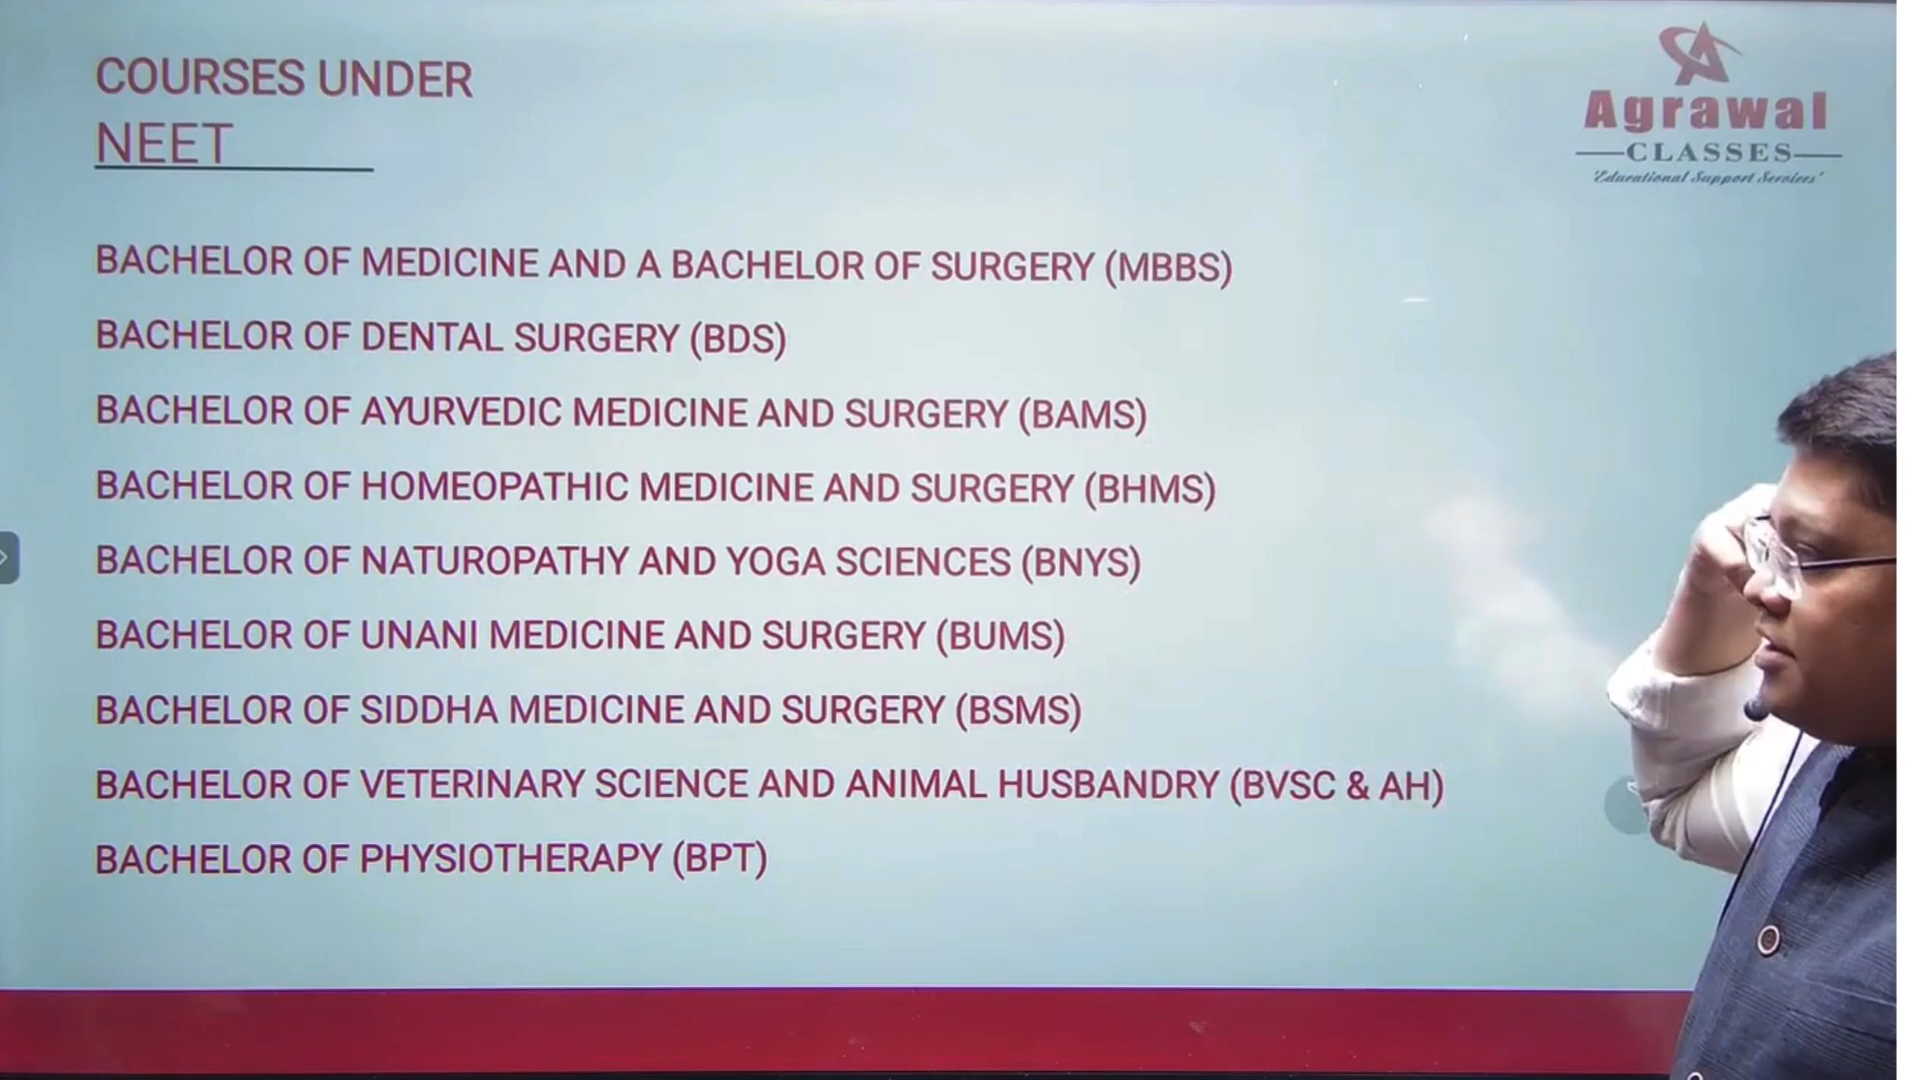 COURSES UNDER
NEET
Agrawal
CLASSES
'Educational Support Services'
BACHELOR OF MEDICINE AND A BACHELOR OF SURGERY (MBBS)
BACHELOR OF DENTAL SURGERY (BDS)
BACHELOR OF AYURVEDIC MEDICINE AND SURGERY (BAMS)
BACHELOR OF HOMEOPATHIC MEDICINE AND SURGERY (BHMS)
BACHELOR OF NATUROPATHY AND YOGA SCIENCES (BNYS)
BACHELOR OF UNANI MEDICINE AND SURGERY (BUMS)
BACHELOR OF SIDDHA MEDICINE AND SURGERY (BSMS)
BACHELOR OF VETERINARY SCIENCE AND ANIMAL HUSBANDRY (BVSC & AH)
BACHELOR OF PHYSIOTHERAPY (BPT)